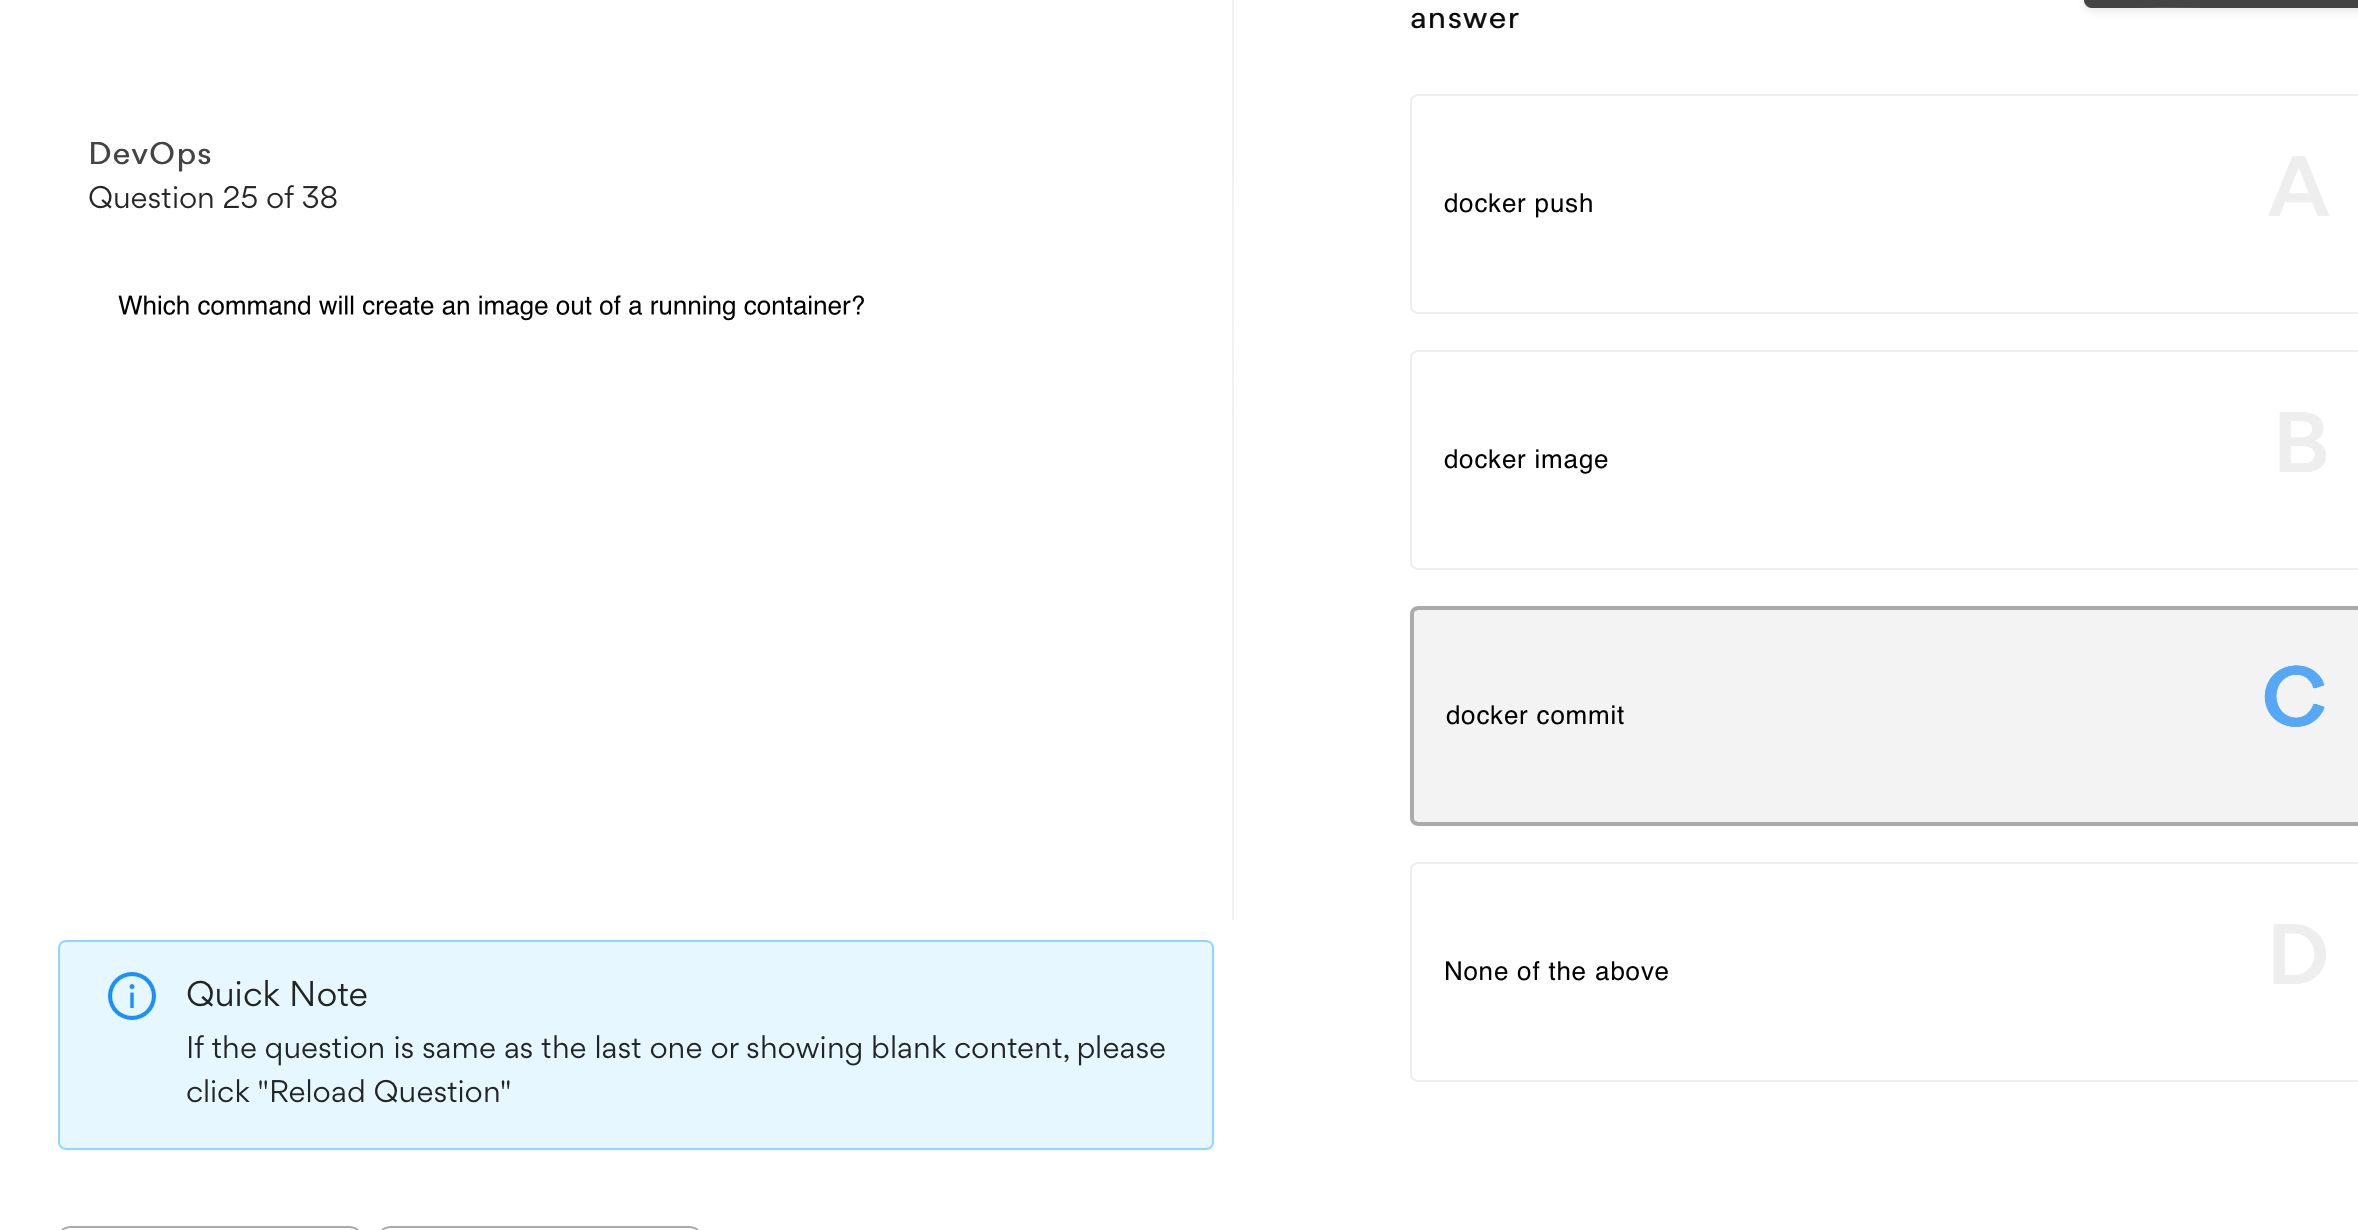 DevOps
Question 25 of 38
Which command will create an image out of a running container?
Quick Note
If the question is same as the last one or showing blank content, please
click "Reload Question"
answer
docker push
A
docker image
B
docker commit
C
None of the above
D